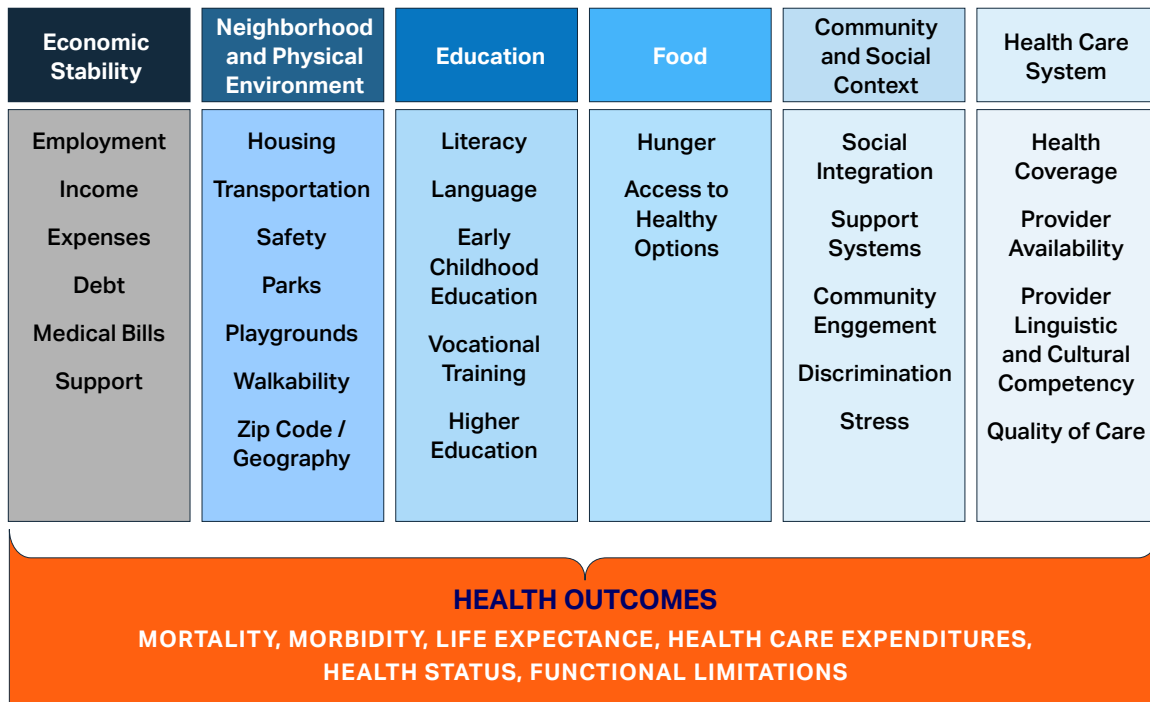 Economic
Stability
Neighborhood
and Physical
Environment
Education
Food
Community
and Social
Context
Health Care
System
Employment
Income
Expenses
Debt
Medical Bills
Support
Housing
Transportation
Safety
Parks
Playgrounds
Walkability
Zip Code /
Geography
Literacy
Language
Early
Childhood
Education
Vocational
Training
Higher
Education
Hunger
Access to
Healthy
Options
Social
Integration
Support
Systems
Community
Enggement
Discrimination
Stress
Health
Coverage
Provider
Availability
Provider
Linguistic
and Cultural
Competency
Quality of Care
HEALTH OUTCOMES
MORTALITY, MORBIDITY, LIFE EXPECTANCE, HEALTH CARE EXPENDITURES,
HEALTH STATUS, FUNCTIONAL LIMITATIONS